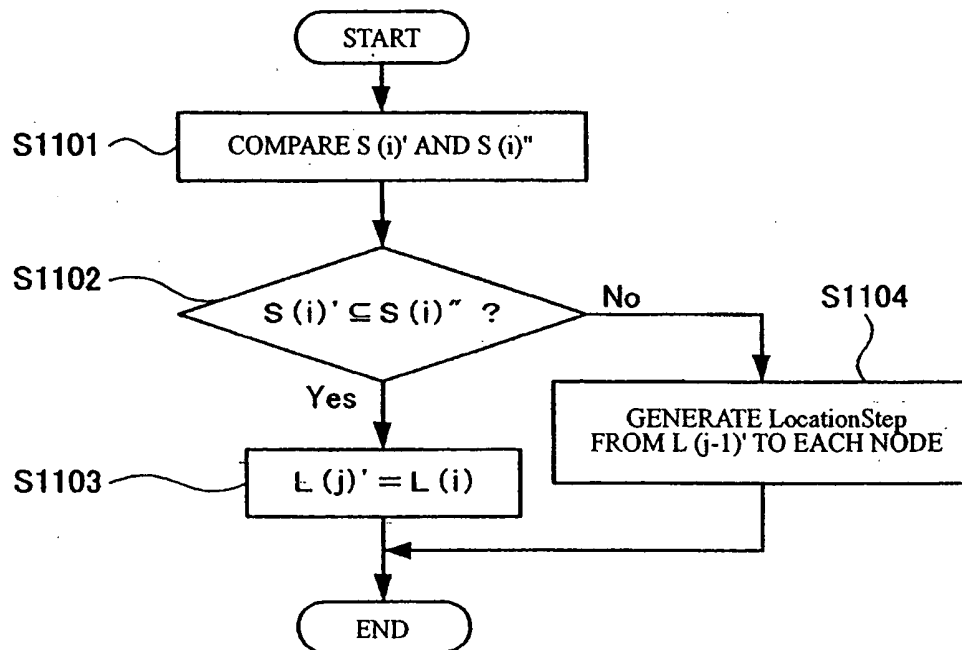 START
S1101
COMPARE S (i)' AND S (i)"
S1102
S (i)' ⊆ S (i)" ?
No
S1104
Yes
GENERATE LocationStep
FROM L (j-1)' TO EACH NODE
S1103
L (j)' = L (i)
END